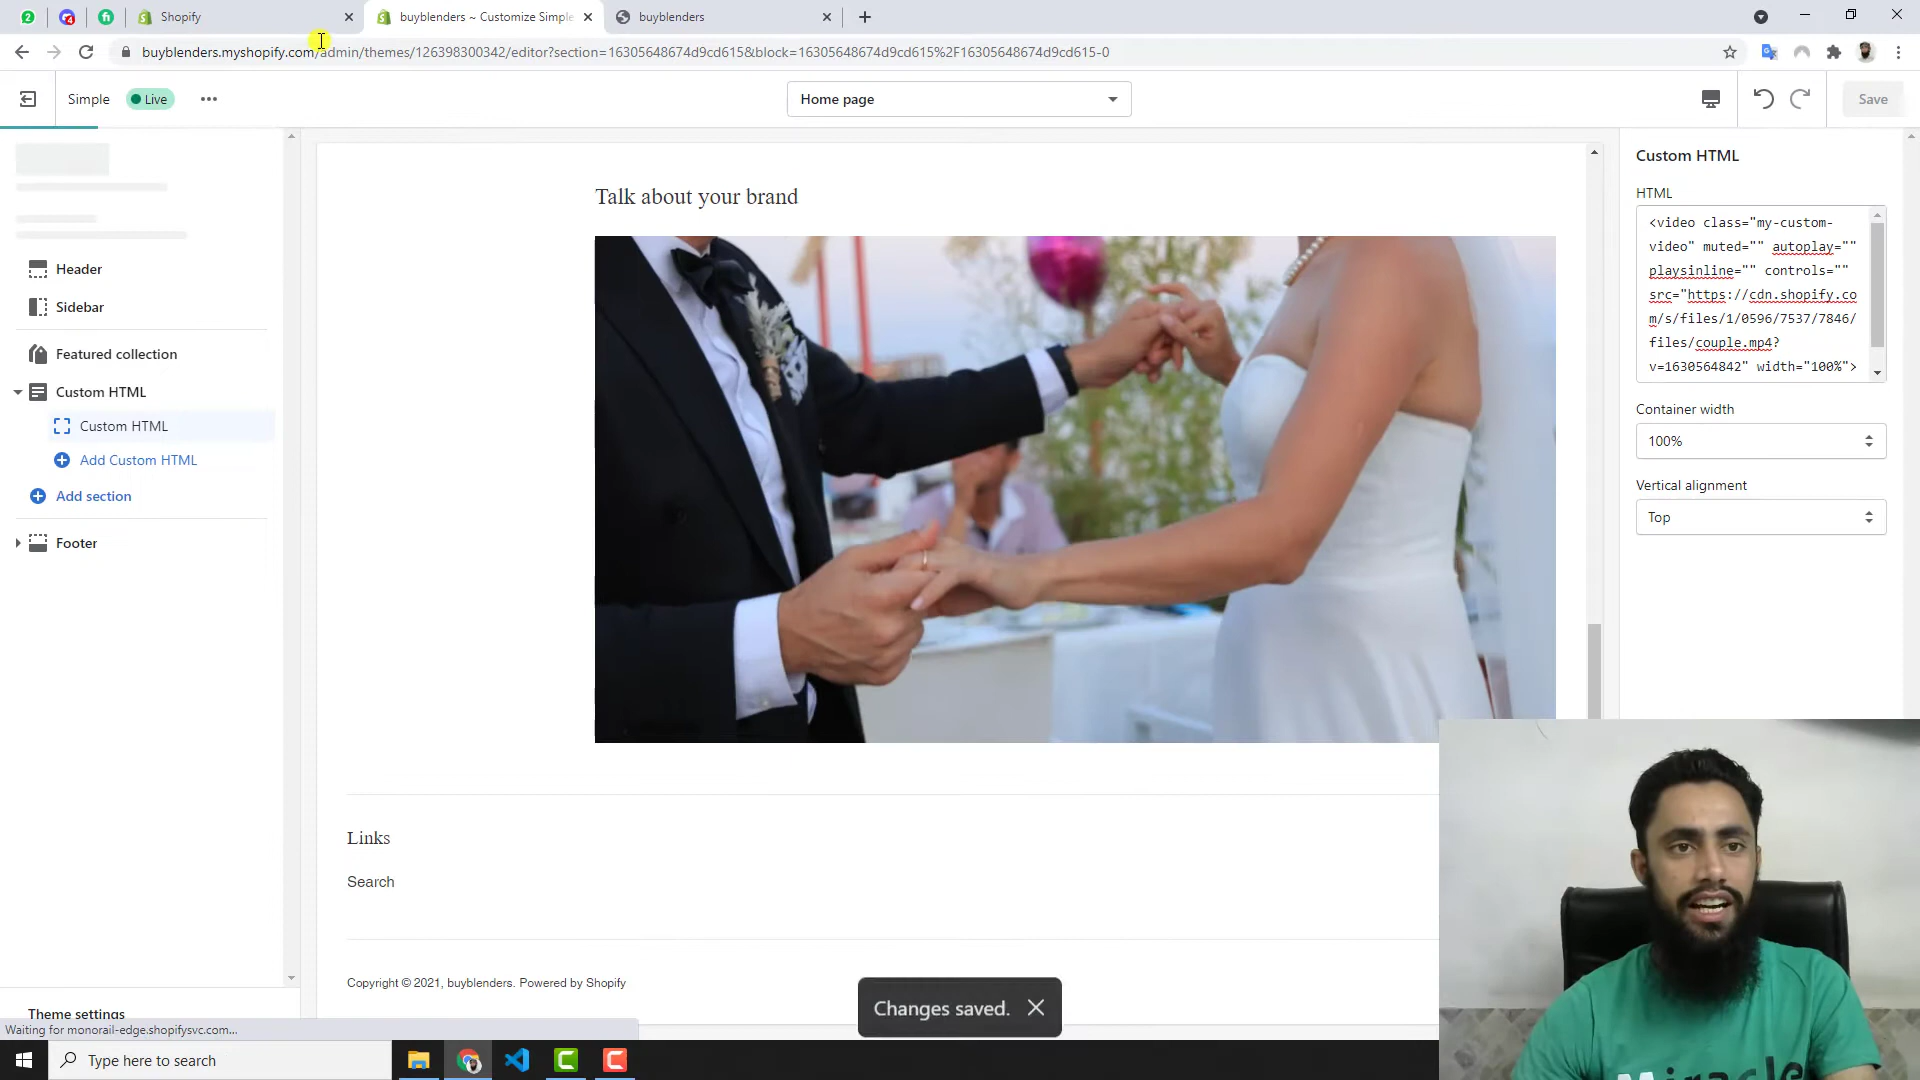 Shopify
buyblenders ~ Customize Simple
buyblenders
buyblenders.myshopify.com/admin/themes/126398300342/editor?section=16305648674d9cd615&block=16305648674d9cd615%2F16305648674d9cd615-0
Simple
Live
Home page
Save
Custom HTML
HTML
<video class="my-custom-
video" muted="" autoplay=""
playsinline="" controls=""
src="https://cdn.shopify.co
m/s/files/1/0596/7537/7846/
files/couple.mp4?
v=1630564842" width="100%">
Container width
100%
Vertical alignment
Top
Header
Sidebar
Featured collection
Custom HTML
Custom HTML
Add Custom HTML
Add section
Footer
Theme settings
Talk about your brand
Links
Search
Copyright © 2021, buyblenders. Powered by Shopify
Changes saved.
Waiting for monorail-edge.shopifysvc.com...
Type here to search